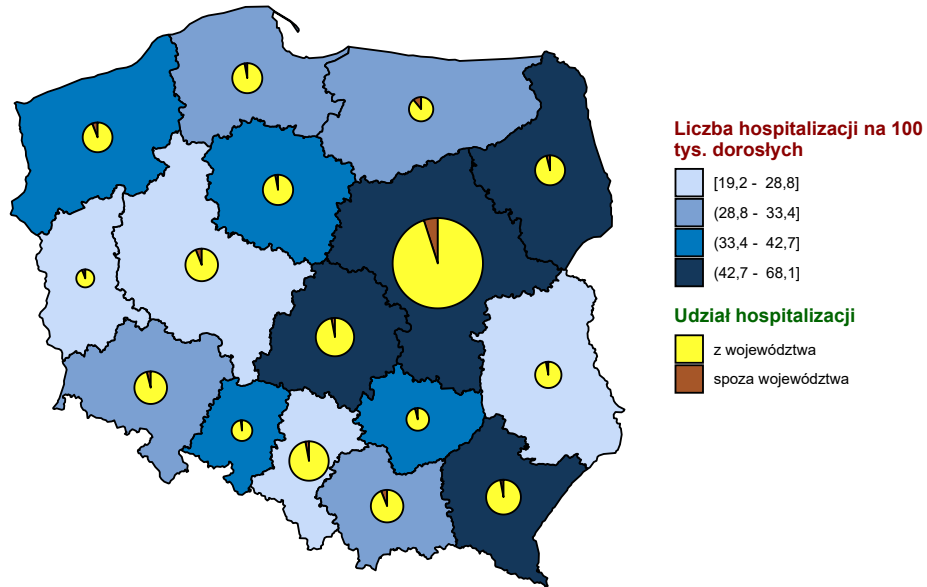 Liczba hospitalizacji na 100
tys. dorosłych
[19,2 - 28,8]
(28,8 - 33,4]
(33,4 - 42,7]
(42,7 - 68,1]
Udział hospitalizacji
z województwa
spoza województwa